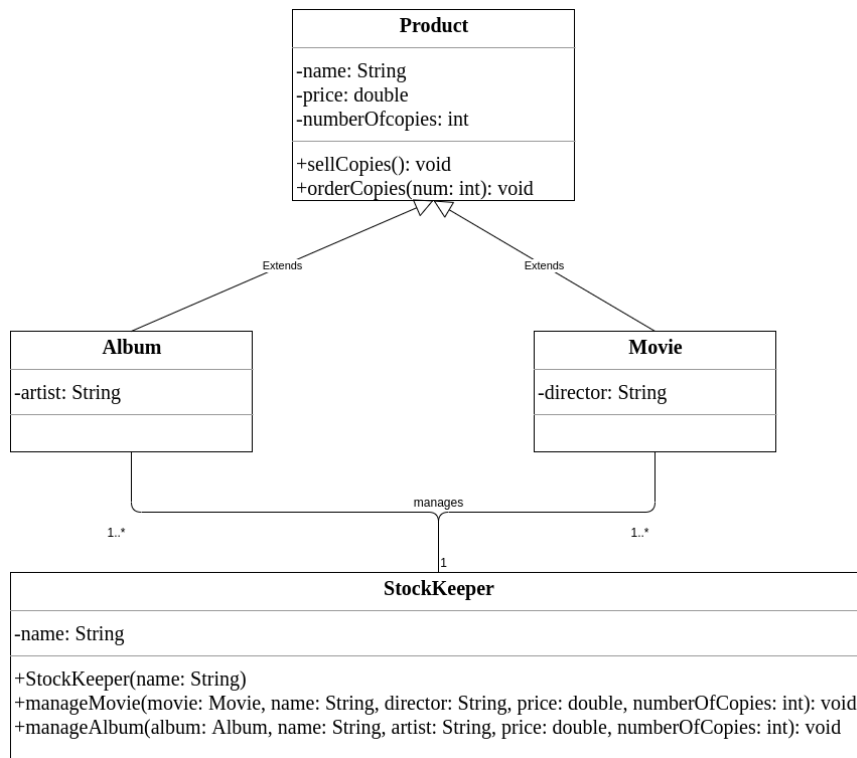 Product
-name: String
-price: double
-numberOfcopies: int
+sellCopies(): void
+orderCopies(num: int): void
Extends
Extends
Album
-artist: String
Movie
-director: String
manages
1..*
1..*
1
StockKeeper
-name: String
+StockKeeper(name: String)
+manageMovie(movie: Movie, name: String, director: String, price: double, numberOfCopies: int): void
+manageAlbum(album: Album, name: String, artist: String, price: double, numberOfCopies: int): void